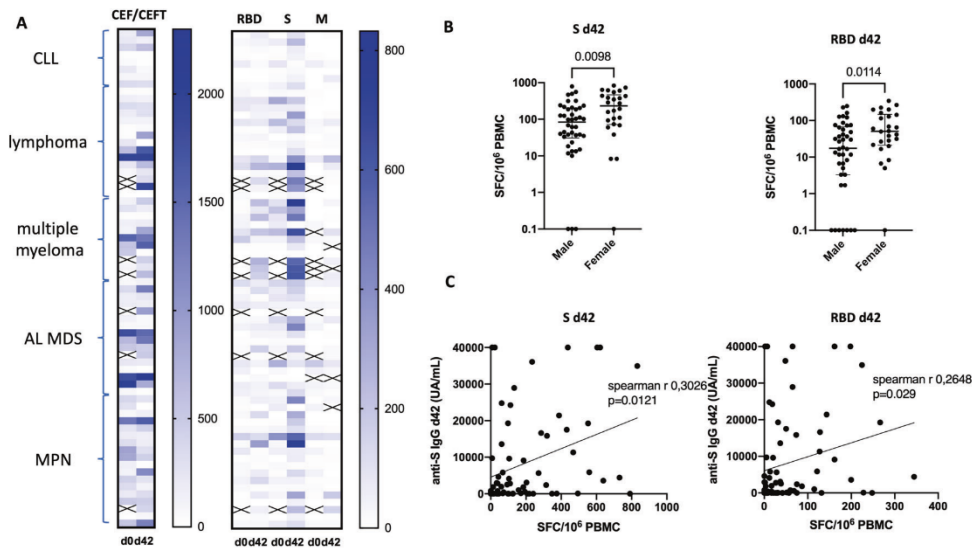 A
CEF/CEFT
RBD S M
CLL
lymphoma
multiple
myeloma
AL MDS
MPN
2000
1500
1000
500
0
800
600
400
200
0
d0d42
d0d42 d0d42 d0d42
B
S d42
0.0098
SFC/10⁶ PBMC
1000
100
10
1
0.1
Male
Female
RBD d42
0.0114
SFC/10⁶ PBMC
1000
100
10
1
0.1
Male
Female
C
S d42
anti-S IgG d42 (UA/mL)
40000
30000
20000
10000
0
spearman r 0,3026
p=0.0121
0 200 400 600 800 1000
SFC/10⁶ PBMC
RBD d42
anti-S IgG d42 (UA/mL)
40000
30000
20000
10000
0
spearman r 0,2648
p=0.029
0 100 200 300 400
SFC/10⁶ PBMC